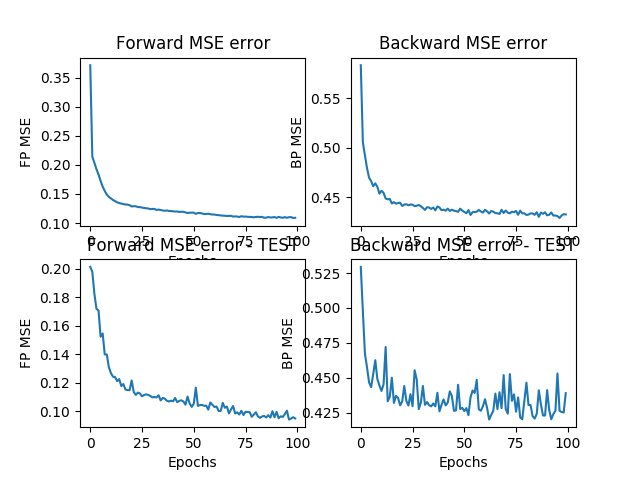 Forward MSE error
Backward MSE error
FP MSE
0.35
0.30
0.25
0.20
0.15
0.10
0 25 50 75 100
Epochs
BP MSE
0.55
0.50
0.45
0 25 50 75 100
Epochs
Forward MSE error - TEST
Backward MSE error - TEST
FP MSE
0.20
0.18
0.16
0.14
0.12
0.10
0 25 50 75 100
Epochs
BP MSE
0.525
0.500
0.475
0.450
0.425
0 25 50 75 100
Epochs